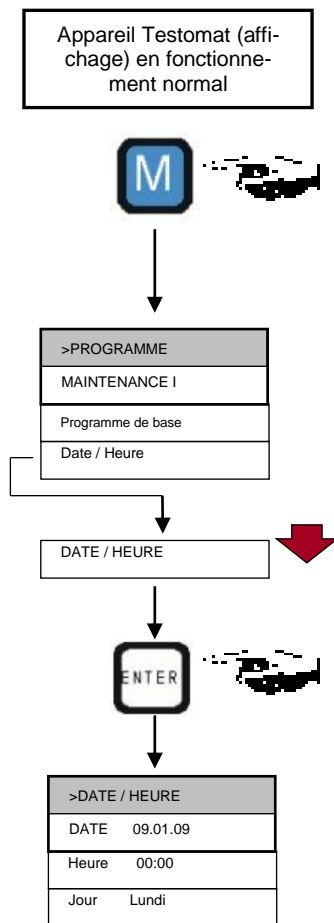 Appareil Testomat (affi-
chage) en fonctionne-
ment normal
M
>PROGRAMME
MAINTENANCE I
Programme de base
Date / Heure
DATE / HEURE
ENTER
>DATE / HEURE
DATE 09.01.09
Heure 00:00
Jour Lundi